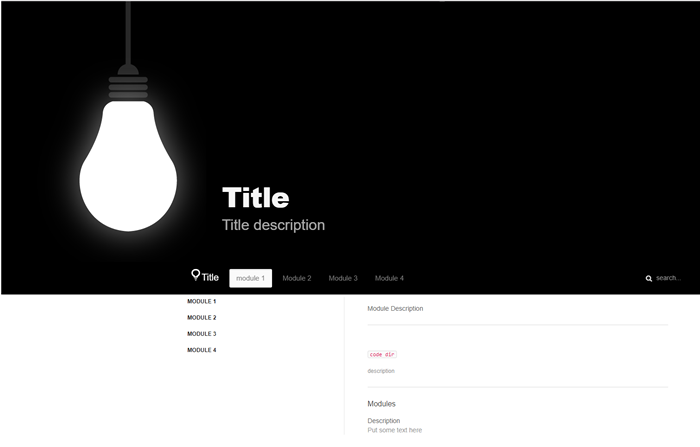 Title
Title description
Title module 1 Module 2 Module 3 Module 4 search...
MODULE 1
MODULE 2
MODULE 3
MODULE 4
Module Description
code dir
description
Modules
Description
Put some text here